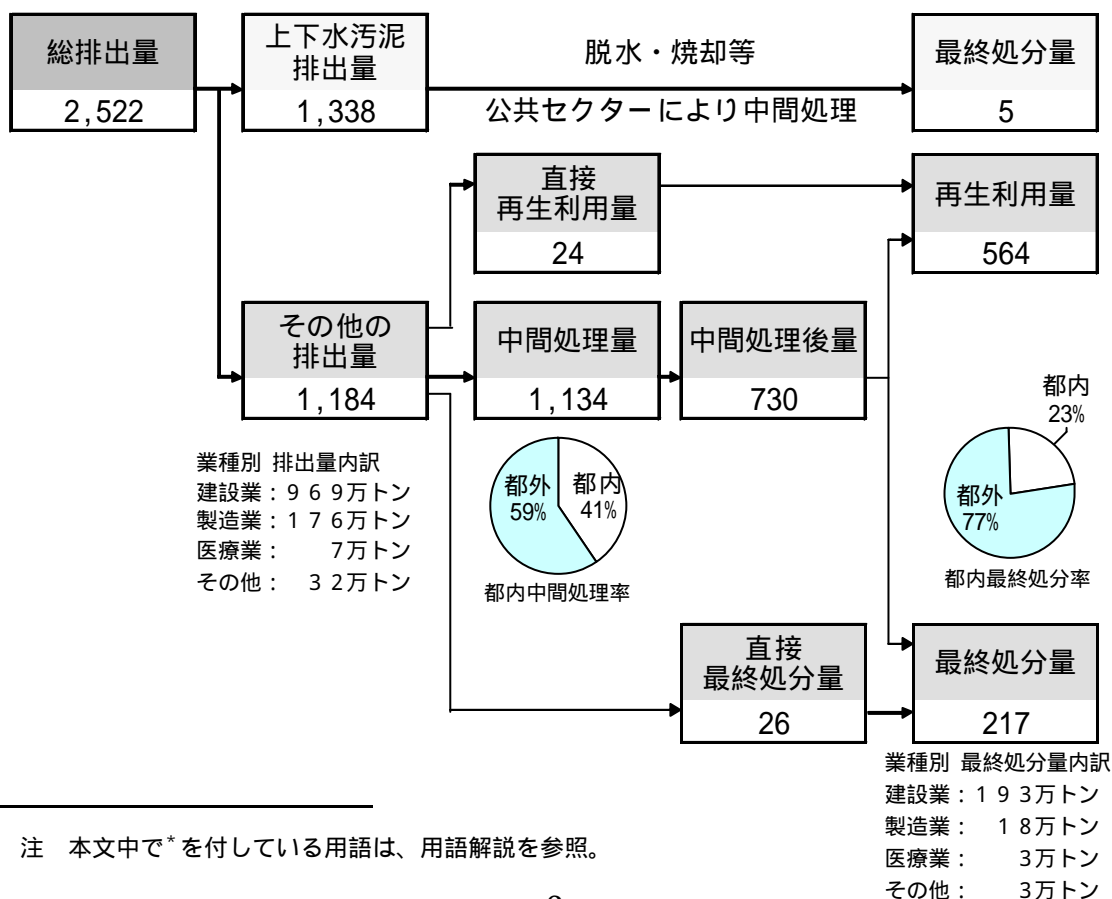 総排出量
2,522
上下水汚泥
排出量
1,338
脱水・焼却等
公共セクターにより中間処理
最終処分量
5
直接
再生利用量
24
再生利用量
564
その他の
排出量
1,184
中間処理量
1,134
中間処理後量
730
業種別 排出量内訳
建設業：９６９万トン
製造業：１７６万トン
医療業：　　７万トン
その他：　３２万トン
都外
59%
都内
41%
都内中間処理率
都内
23%
都外
77%
都内最終処分率
直接
最終処分量
26
最終処分量
217
業種別 最終処分量内訳
建設業：１９３万トン
製造業：　１８万トン
医療業：　　３万トン
その他：　　３万トン
注　本文中で*を付している用語は、用語解説を参照。